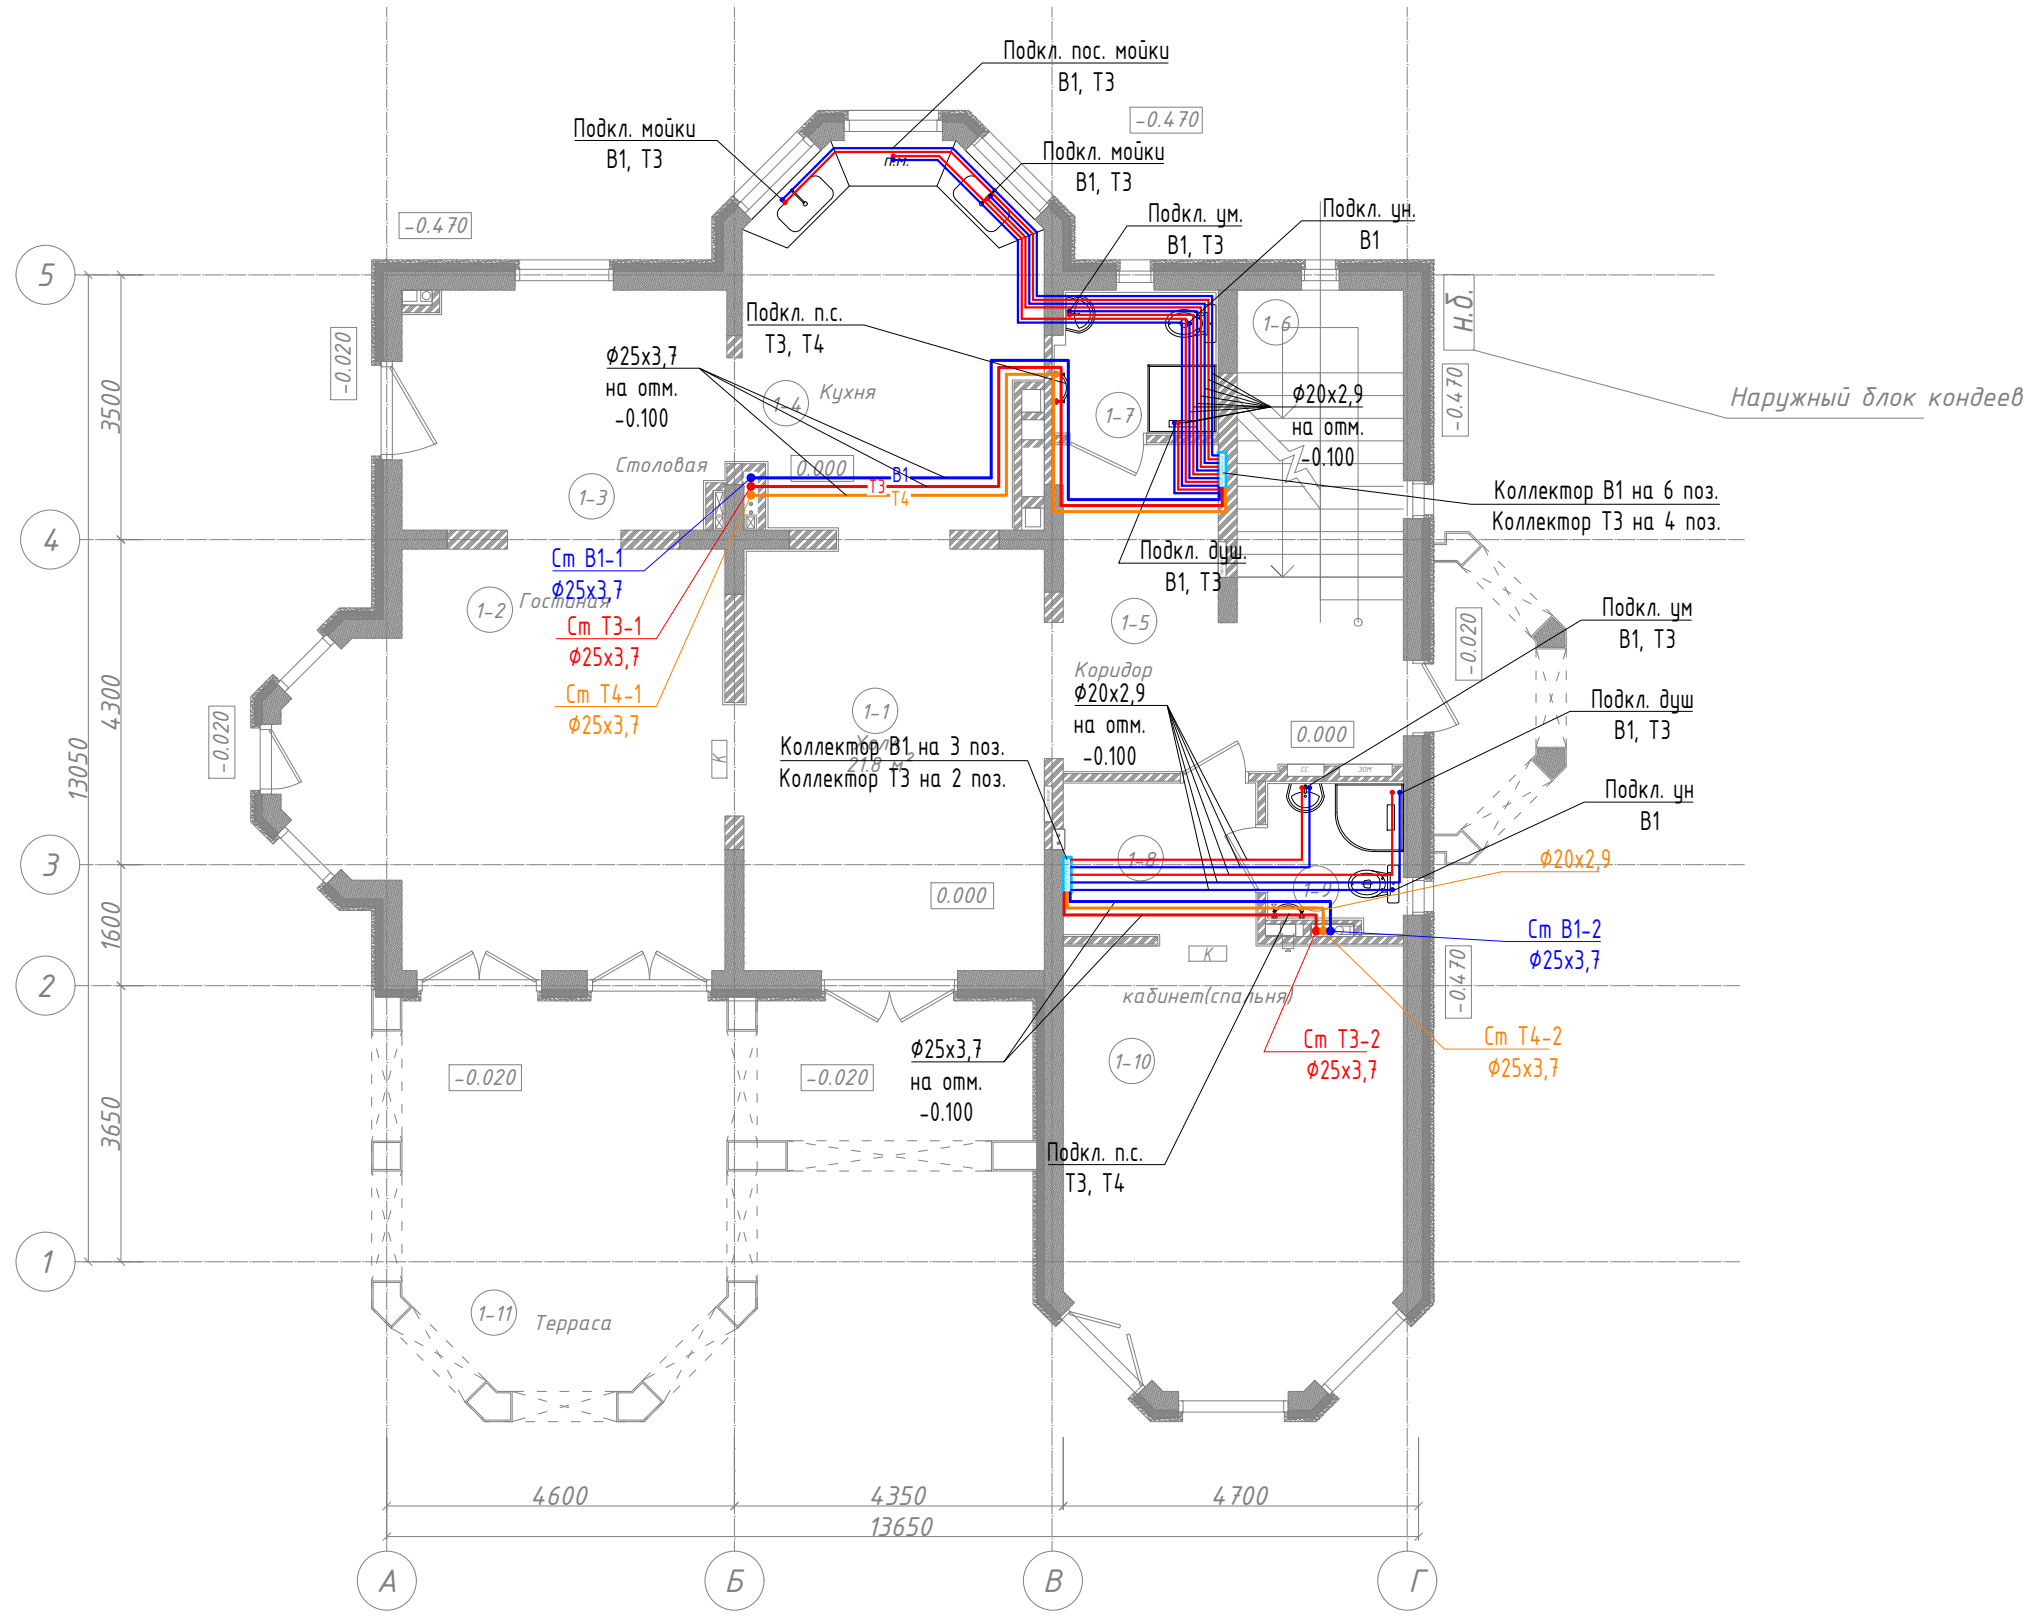 Подкл. пос. мойки
В1, Т3
Подкл. мойки
В1, Т3
-0.470
Подкл. мойки
В1, Т3
п.м.
-0.470
Подкл. ум.
В1, Т3
Подкл. ун.
В1
5
н.б.
Наружный блок кондеев
-0.020
3500
Подкл. п.с.
Т3, Т4
Ф25х3,7
на отм.
-0.100
1-4
Кухня
1-6
1-7
Ф20х2,9
на отм.
-0.100
-0.470
Столовая
0.000
1-3
В1
Т3
Т4
Коллектор В1 на 6 поз.
Коллектор Т3 на 4 поз.
4
Ст В1-1
Ф25х3,7
Подкл. душ.
В1, Т3
1-2
Гостиная
Ст Т3-1
Ф25х3,7
Ст Т4-1
Ф25х3,7
1-5
Коридор
-0.020
Подкл. ум
В1, Т3
Подкл. душ
В1, Т3
Подкл. ун
В1
4300
13050
-0.020
1-1
Холл
21.8 м²
К
Коллектор В1 на 3 поз.
Коллектор Т3 на 2 поз.
Ф20х2,9
на отм.
-0.100
0.000
СС
ЗОМ
3
1-8
1-9
Ф20х2,9
0.000
1600
Ст В1-2
Ф25х3,7
К
2
кабинет(спальня)
-0.470
Ст Т3-2
Ф25х3,7
Ст Т4-2
Ф25х3,7
-0.020
-0.020
Ф25х3,7
на отм.
-0.100
1-10
3650
Подкл. п.с.
Т3, Т4
1
1-11
Терраса
4600
4350
4700
13650
А
Б
В
Г